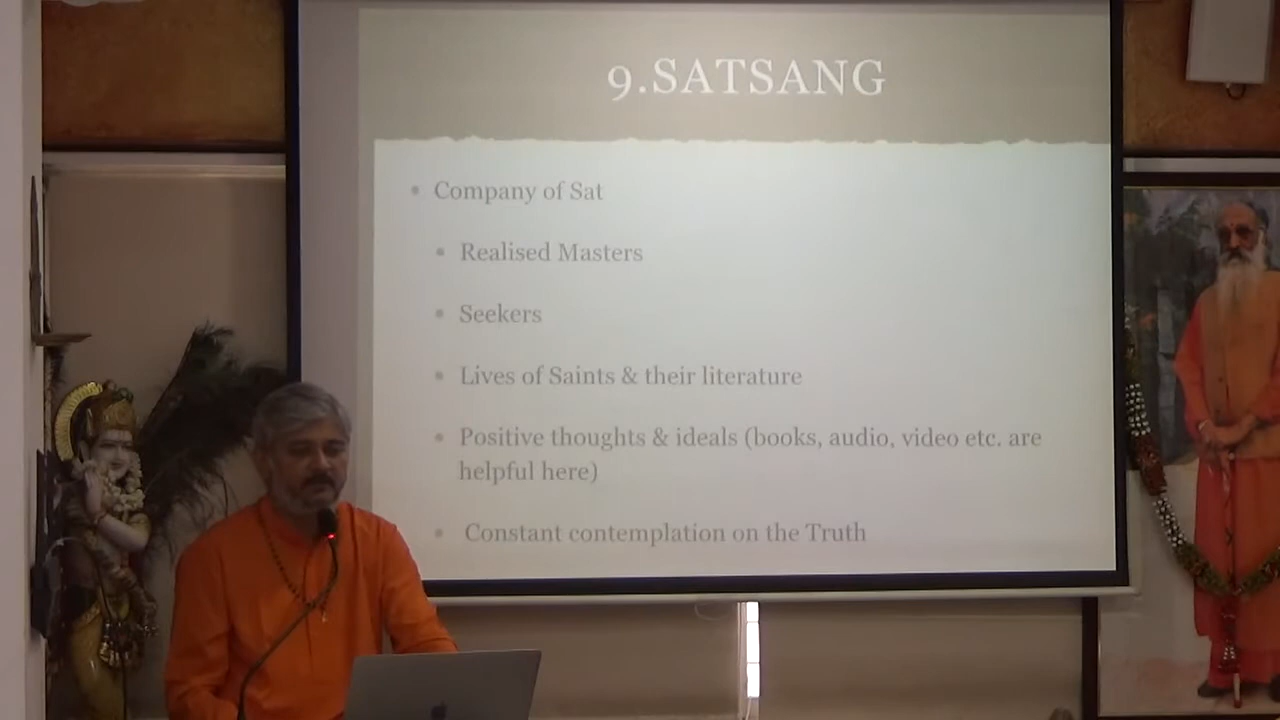 9.SATSANG
• Company of Sat
• Realised Masters
• Seekers
• Lives of Saints & their literature
• Positive thoughts & ideals (books, audio, video etc. are
helpful here)
• Constant contemplation on the Truth